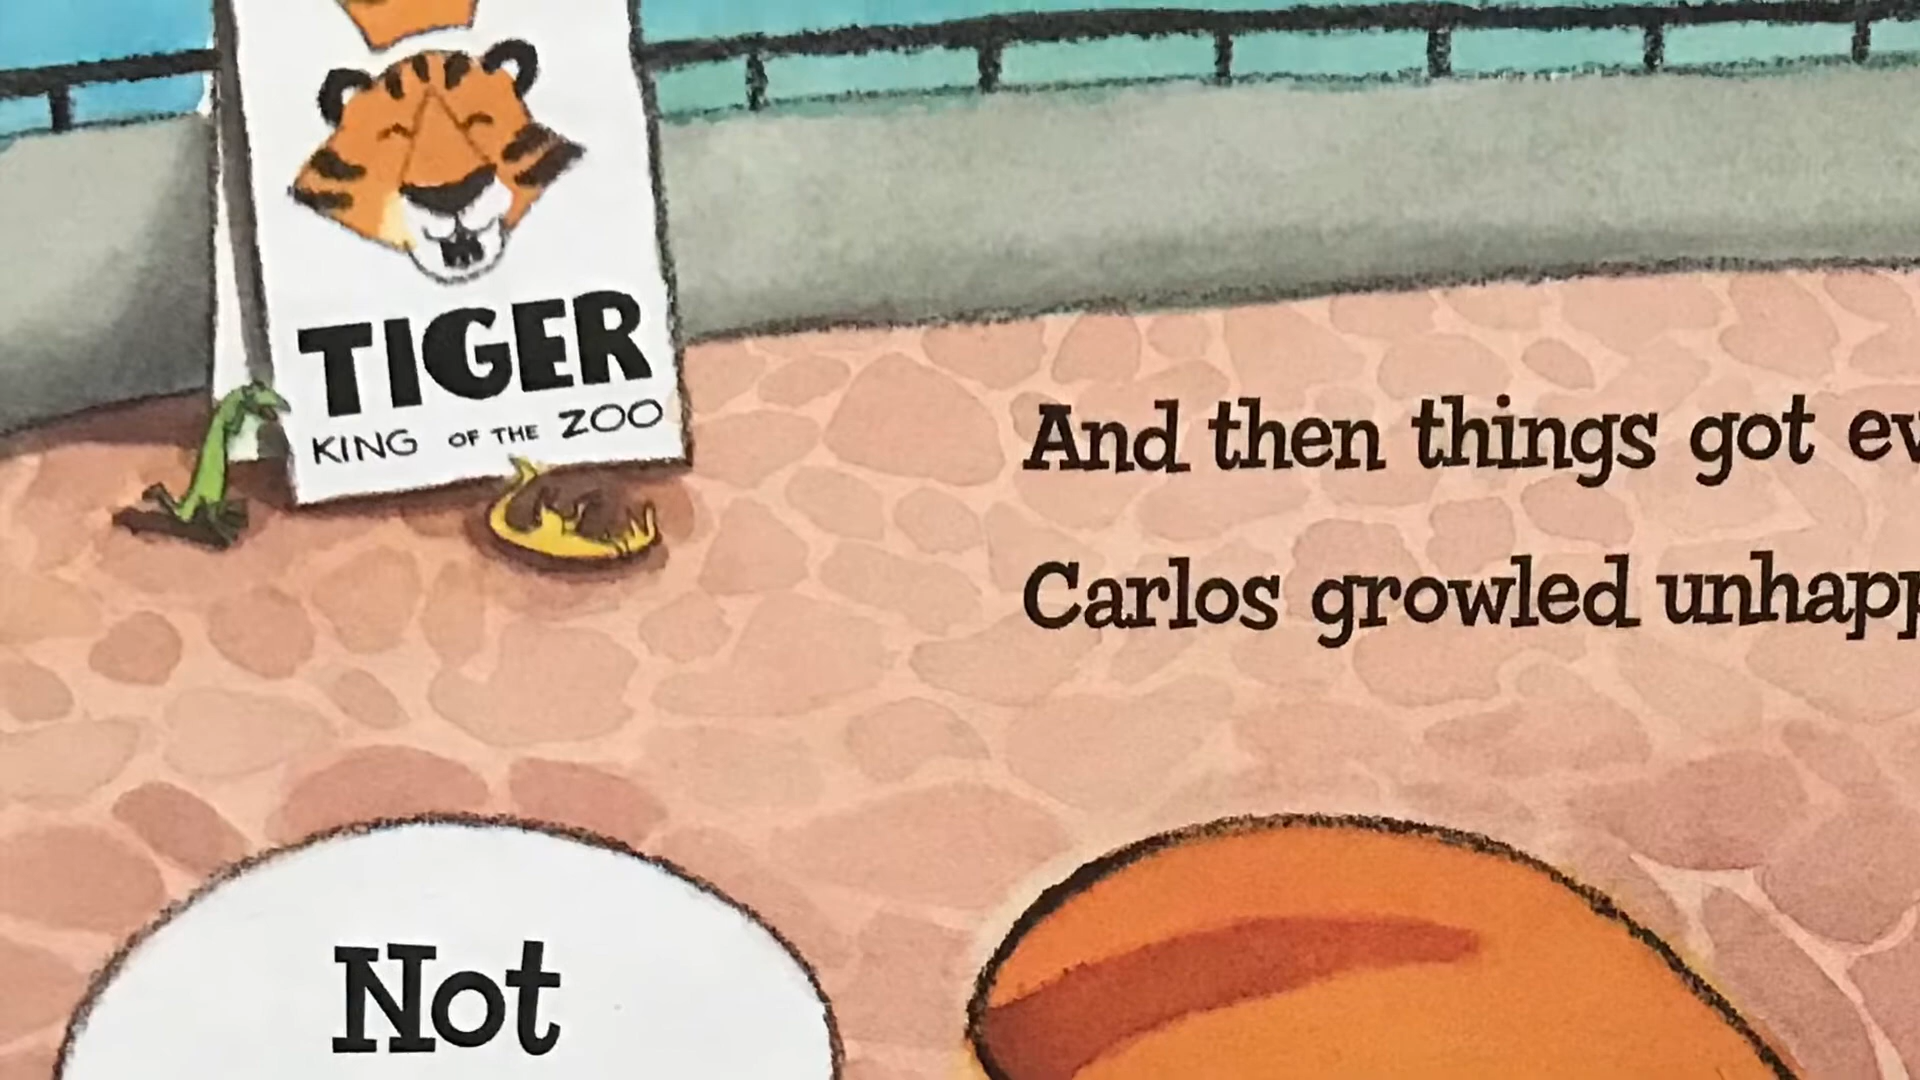 TIGER
KING OF THE ZOO
And then things got
Carlos growled
Not